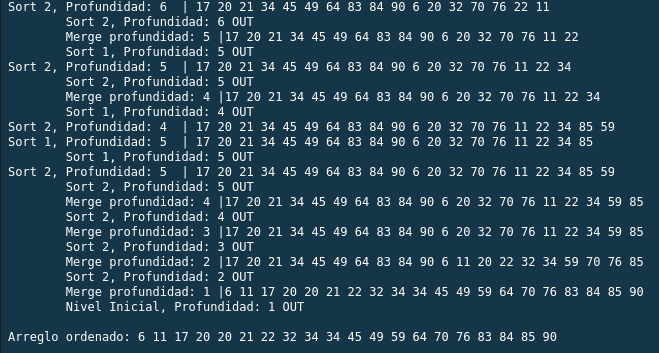 Sort 2, Profundidad: 6  | 17 20 21 34 45 49 64 83 84 90 6 20 32 70 76 22 11
Sort 2, Profundidad: 6 OUT
Merge profundidad: 5 |17 20 21 34 45 49 64 83 84 90 6 20 32 70 76 11 22
Sort 1, Profundidad: 5 OUT
Sort 2, Profundidad: 5  | 17 20 21 34 45 49 64 83 84 90 6 20 32 70 76 11 22 34
Sort 2, Profundidad: 5 OUT
Merge profundidad: 4 |17 20 21 34 45 49 64 83 84 90 6 20 32 70 76 11 22 34
Sort 1, Profundidad: 4 OUT
Sort 2, Profundidad: 4  | 17 20 21 34 45 49 64 83 84 90 6 20 32 70 76 11 22 34 85 59
Sort 1, Profundidad: 5  | 17 20 21 34 45 49 64 83 84 90 6 20 32 70 76 11 22 34 85
Sort 1, Profundidad: 5 OUT
Sort 2, Profundidad: 5  | 17 20 21 34 45 49 64 83 84 90 6 20 32 70 76 11 22 34 85 59
Sort 2, Profundidad: 5 OUT
Merge profundidad: 4 |17 20 21 34 45 49 64 83 84 90 6 20 32 70 76 11 22 34 59 85
Sort 2, Profundidad: 4 OUT
Merge profundidad: 3 |17 20 21 34 45 49 64 83 84 90 6 20 32 70 76 11 22 34 59 85
Sort 2, Profundidad: 3 OUT
Merge profundidad: 2 |17 20 21 34 45 49 64 83 84 90 6 11 20 22 32 34 59 70 76 85
Sort 2, Profundidad: 2 OUT
Merge profundidad: 1 |6 11 17 20 20 21 22 32 34 34 45 49 59 64 70 76 83 84 85 90
Nivel Inicial, Profundidad: 1 OUT
Arreglo ordenado: 6 11 17 20 20 21 22 32 34 34 45 49 59 64 70 76 83 84 85 90